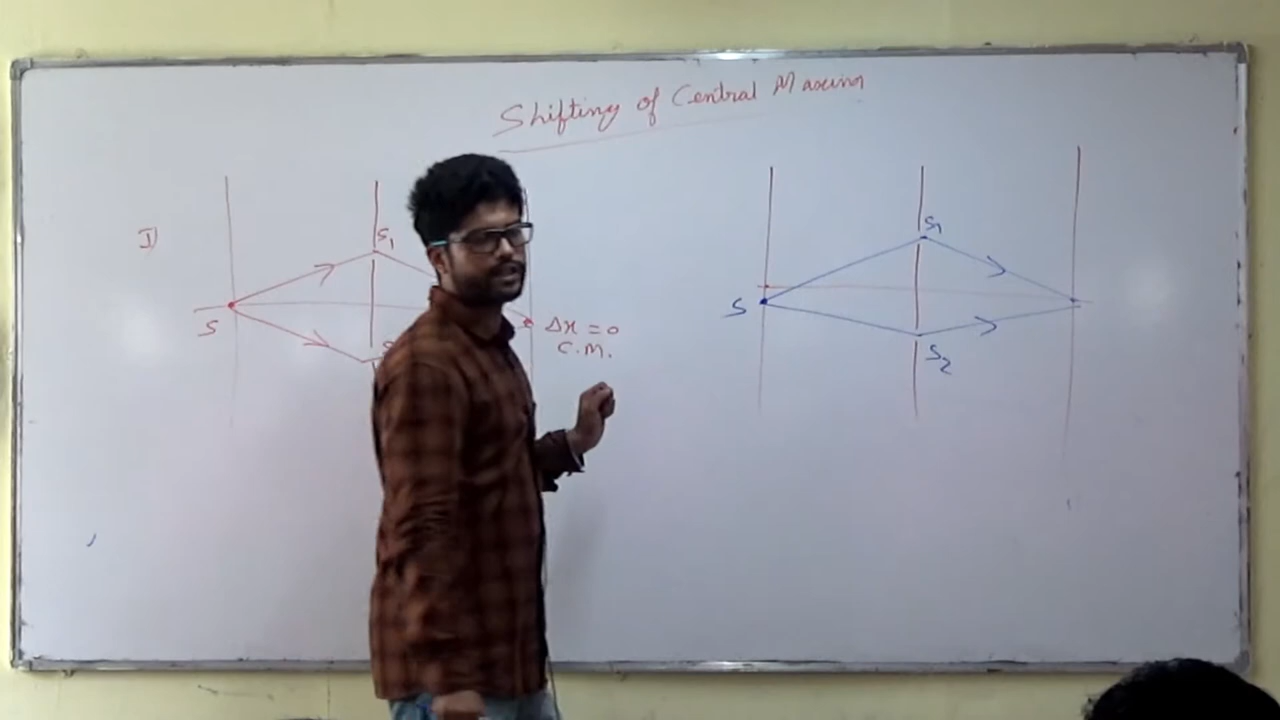 Shifting of Central Maxima
I)
S1
S
S
Δx = 0
C.M.
S1
S
S2